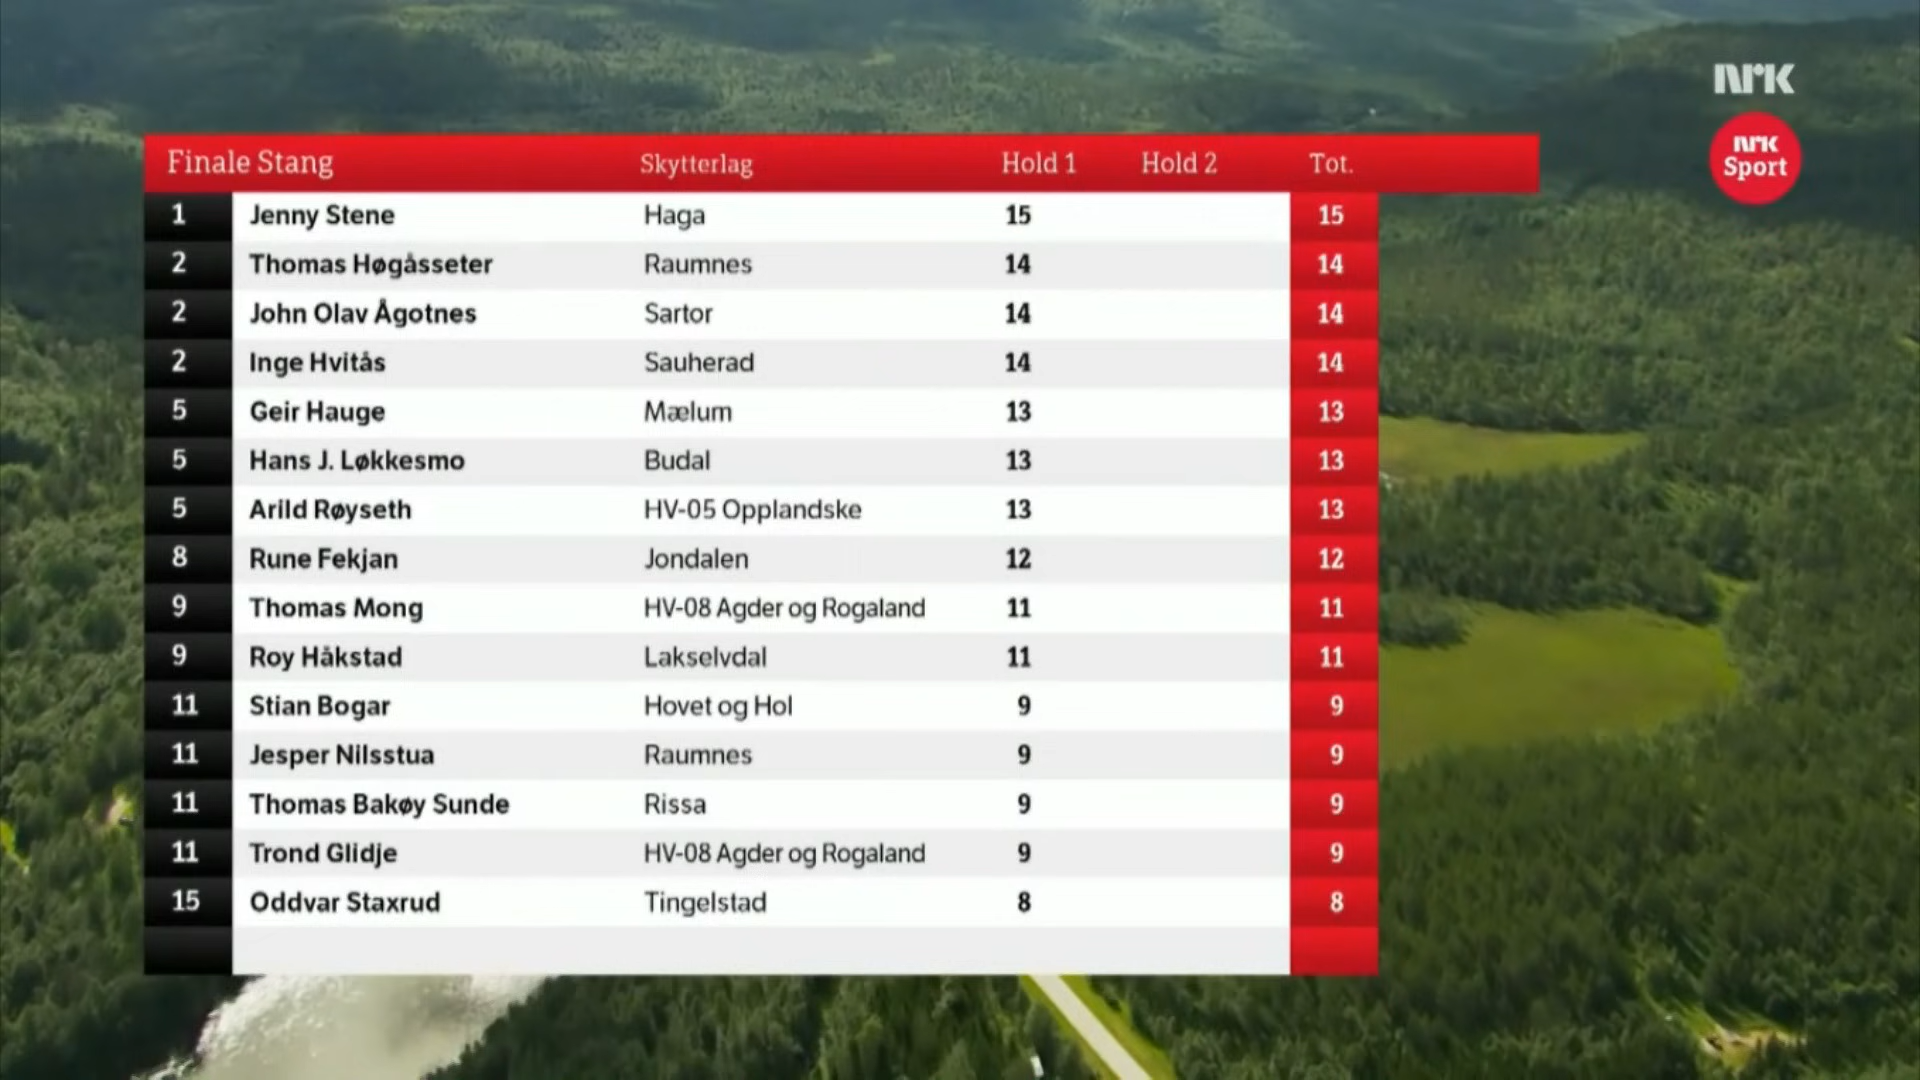 nrk
nrk
Sport
Finale Stang Skytterlag Hold 1 Hold 2 Tot.
1 Jenny Stene Haga 15 15
2 Thomas Høgåsseter Raumnes 14 14
2 John Olav Ågotnes Sartor 14 14
2 Inge Hvitås Sauherad 14 14
5 Geir Hauge Mælum 13 13
5 Hans J. Løkkesmo Budal 13 13
5 Arild Røyseth HV-05 Opplandske 13 13
8 Rune Fekjan Jondalen 12 12
9 Thomas Mong HV-08 Agder og Rogaland 11 11
9 Roy Håkstad Lakselvdal 11 11
11 Stian Bogar Hovet og Hol 9 9
11 Jesper Nilsstua Raumnes 9 9
11 Thomas Bakøy Sunde Rissa 9 9
11 Trond Glidje HV-08 Agder og Rogaland 9 9
15 Oddvar Staxrud Tingelstad 8 8